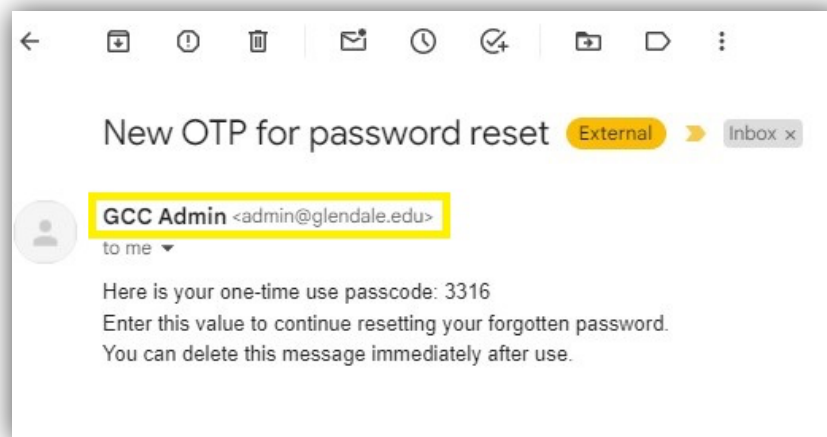 New OTP for password reset External Inbox ×
GCC Admin <admin@glendale.edu>
to me
Here is your one-time use passcode: 3316
Enter this value to continue resetting your forgotten password.
You can delete this message immediately after use.